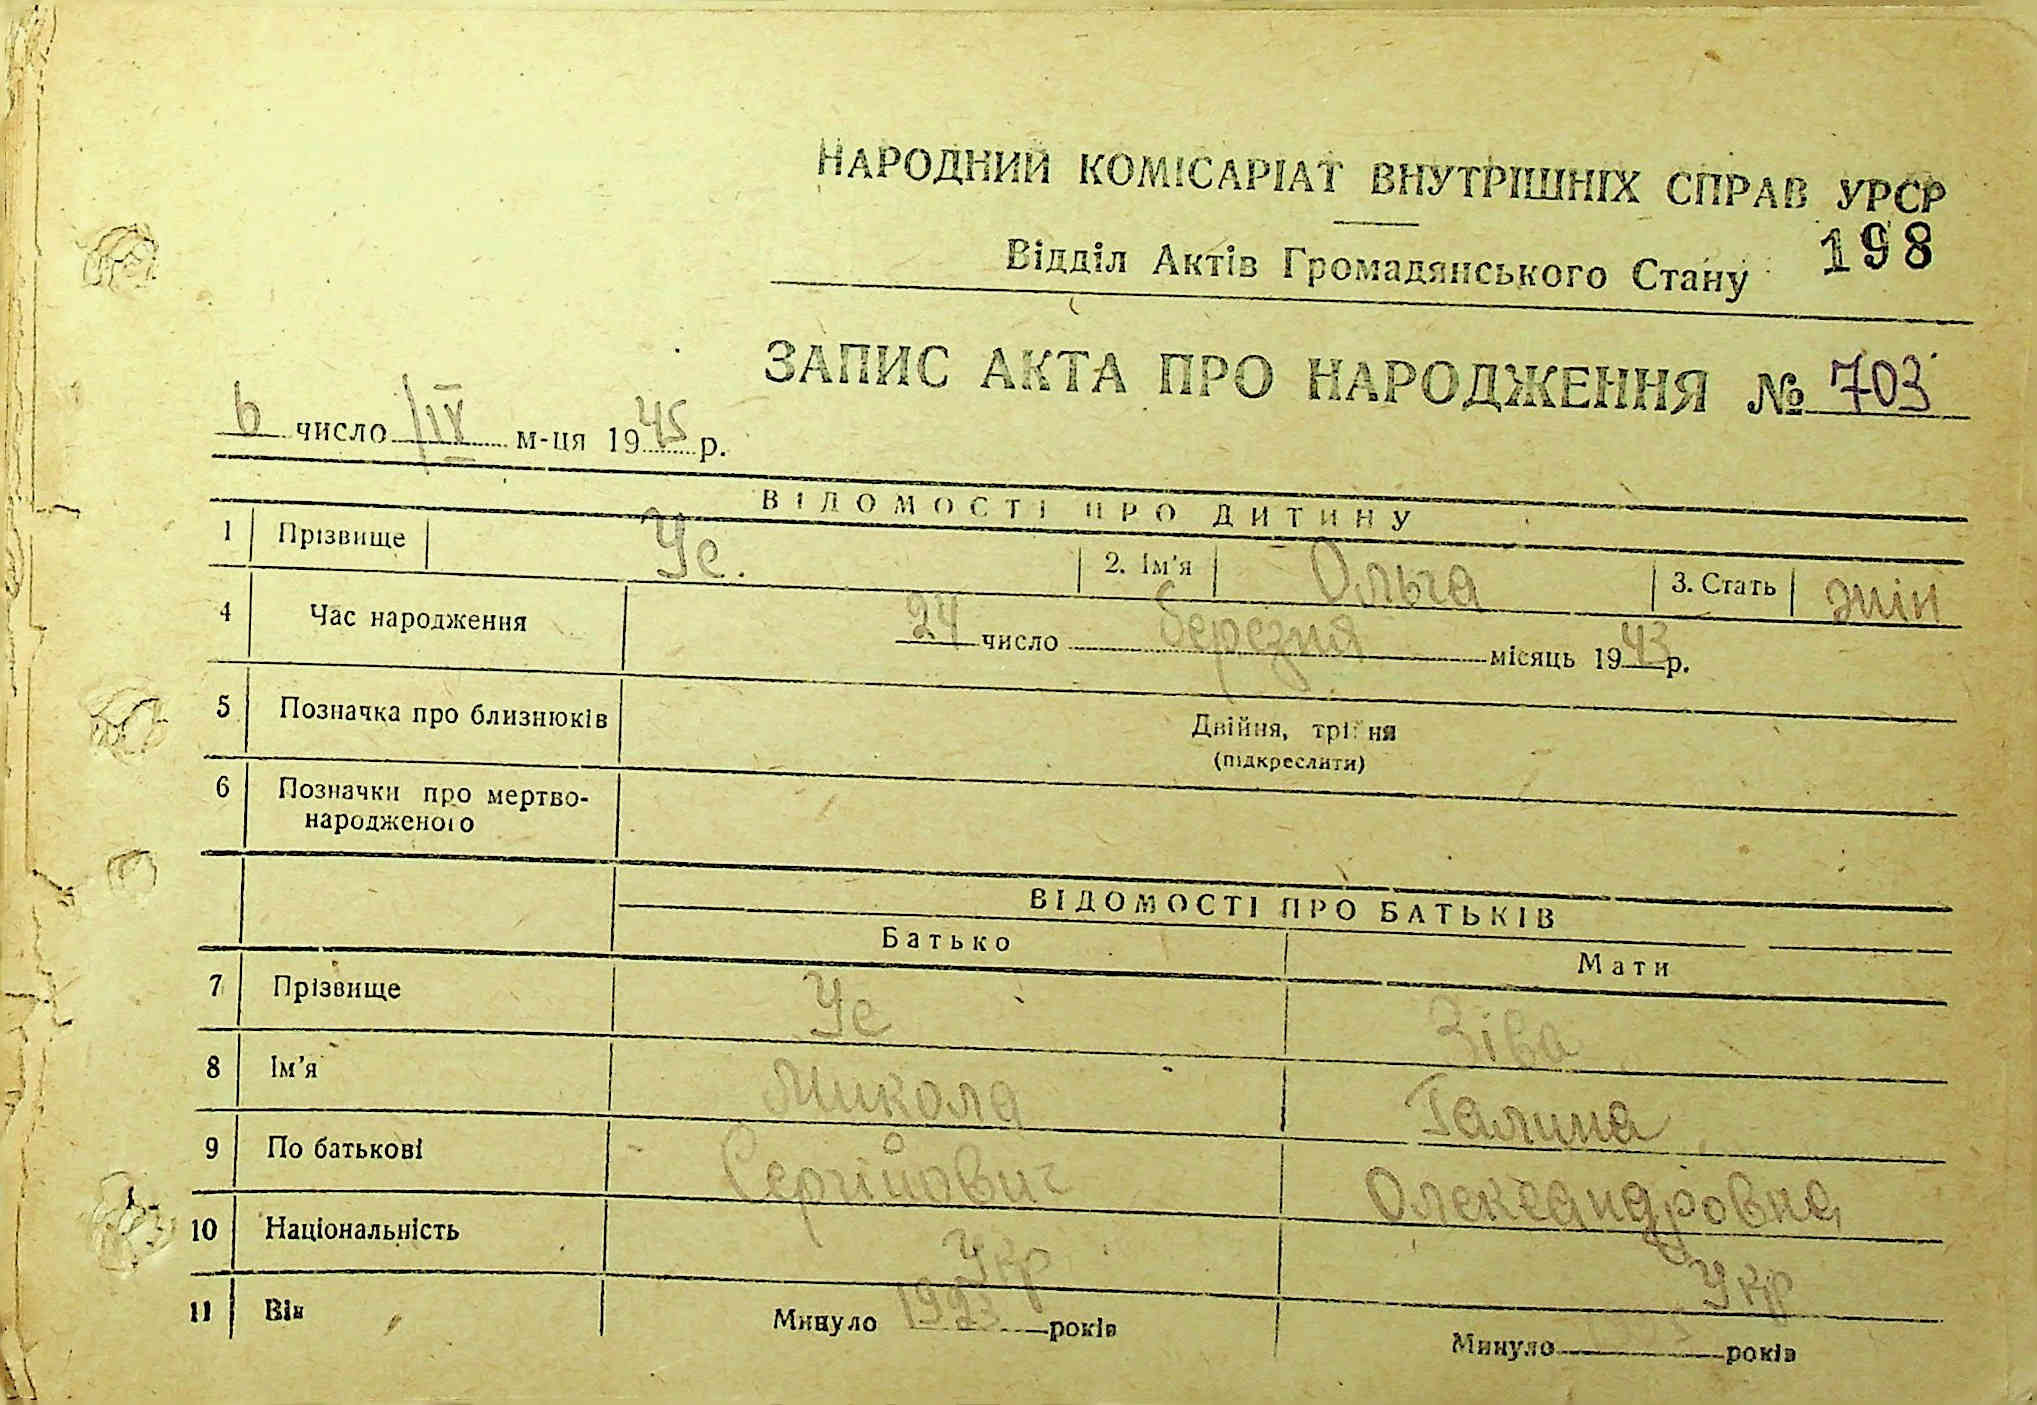 НАРОДНИЙ КОМІСАРІАТ ВНУТРІШНІХ СПРАВ УРСР
198
Відділ Актів Громадянського Стану
ЗАПИС АКТА ПРО НАРОДЖЕННЯ № 703
6 число IV м-ця 1945 р.
ВІДОМОСТІ ПРО ДИТИНУ
1 Прізвище Ус. 2. Ім'я Ольга 3. Стать жін
4 Час народження 24 число березня місяць 1943 р.
5 Позначка про близнюків Двійня, трійня
(підкреслити)
6 Позначки про мертво-
народженого
ВІДОМОСТІ ПРО БАТЬКІВ
Батько Мати
7 Прізвище Ус Зіва
8 Ім'я Микола Галина
9 По батькові Сергійович Олександровна
10 Національність Укр Укр
11 Вік Минуло 1923 років Минуло років